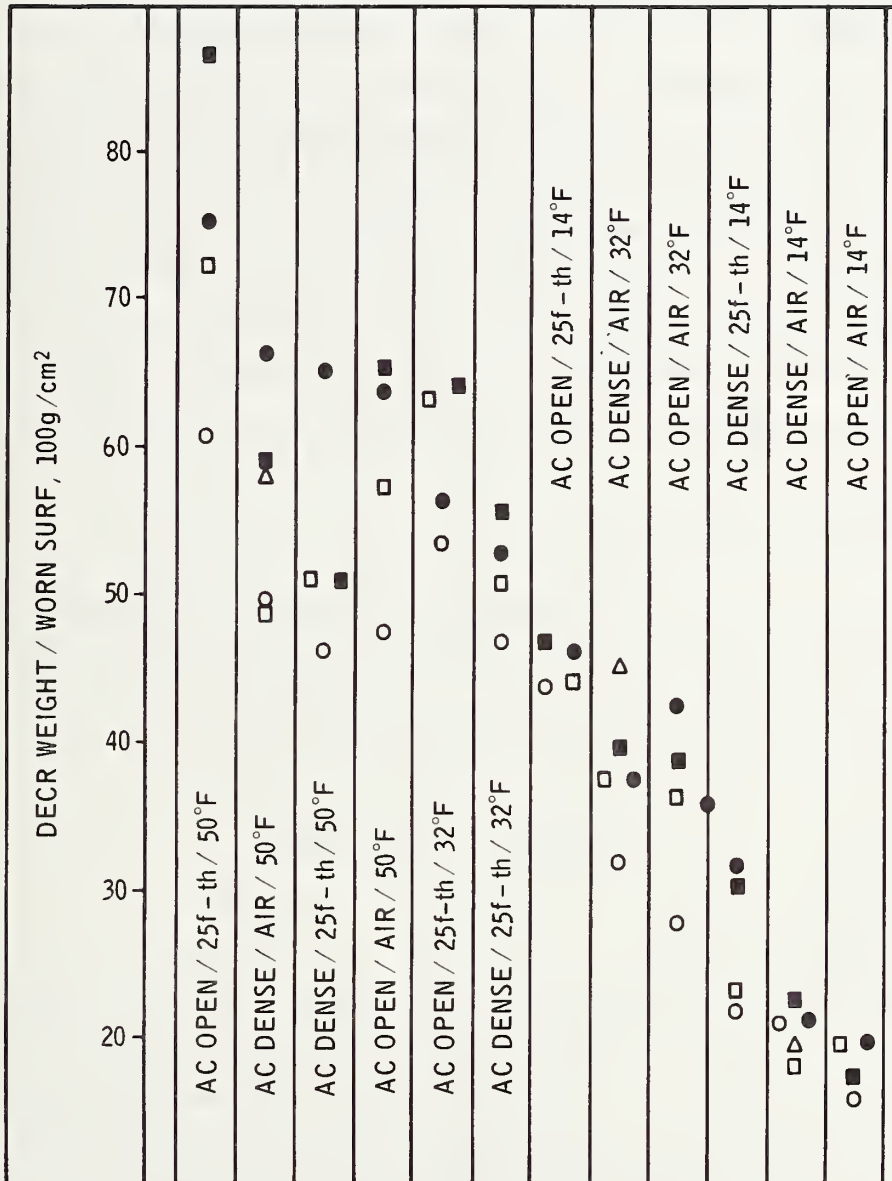 DECR WEIGHT / WORN SURF, 100g/cm²
80
70
60
50
40
30
20
AC OPEN / 25f-th / 50°F
AC DENSE / AIR / 50°F
AC DENSE / 25f-th / 50°F
AC OPEN / AIR / 50°F
AC OPEN / 25f-th / 32°F
AC DENSE / 25f-th / 32°F
AC OPEN / 25f-th / 14°F
AC DENSE / AIR / 32°F
AC OPEN / AIR / 32°F
AC DENSE / 25f-th / 14°F
AC DENSE / AIR / 14°F
AC OPEN / AIR / 14°F